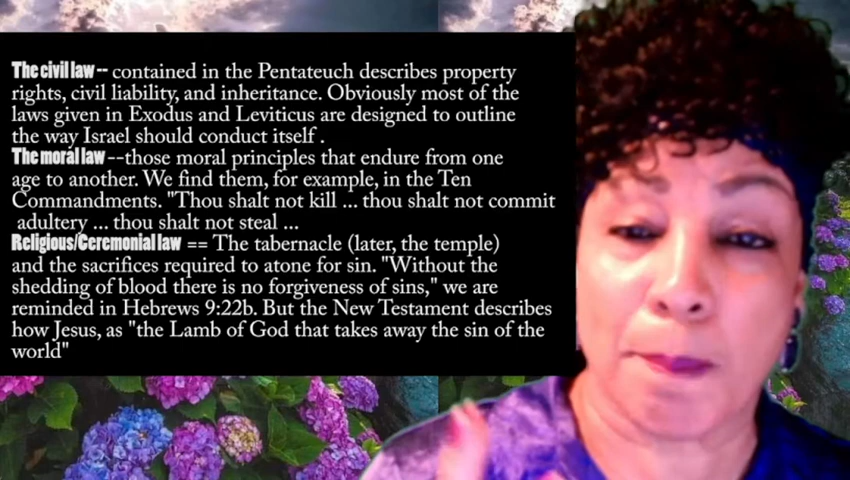 The civil law -- contained in the Pentateuch describes property
rights, civil liability, and inheritance. Obviously most of the
laws given in Exodus and Leviticus are designed to outline
the way Israel should conduct itself .
The moral law --those moral principles that endure from one
age to another. We find them, for example, in the Ten
Commandments. "Thou shalt not kill ... thou shalt not commit
adultery ... thou shalt not steal ...
Religious/Ceremonial law == The tabernacle (later, the temple)
and the sacrifices required to atone for sin. "Without the
shedding of blood there is no forgiveness of sins," we are
reminded in Hebrews 9:22b. But the New Testament describes
how Jesus, as "the Lamb of God that takes away the sin of the
world"